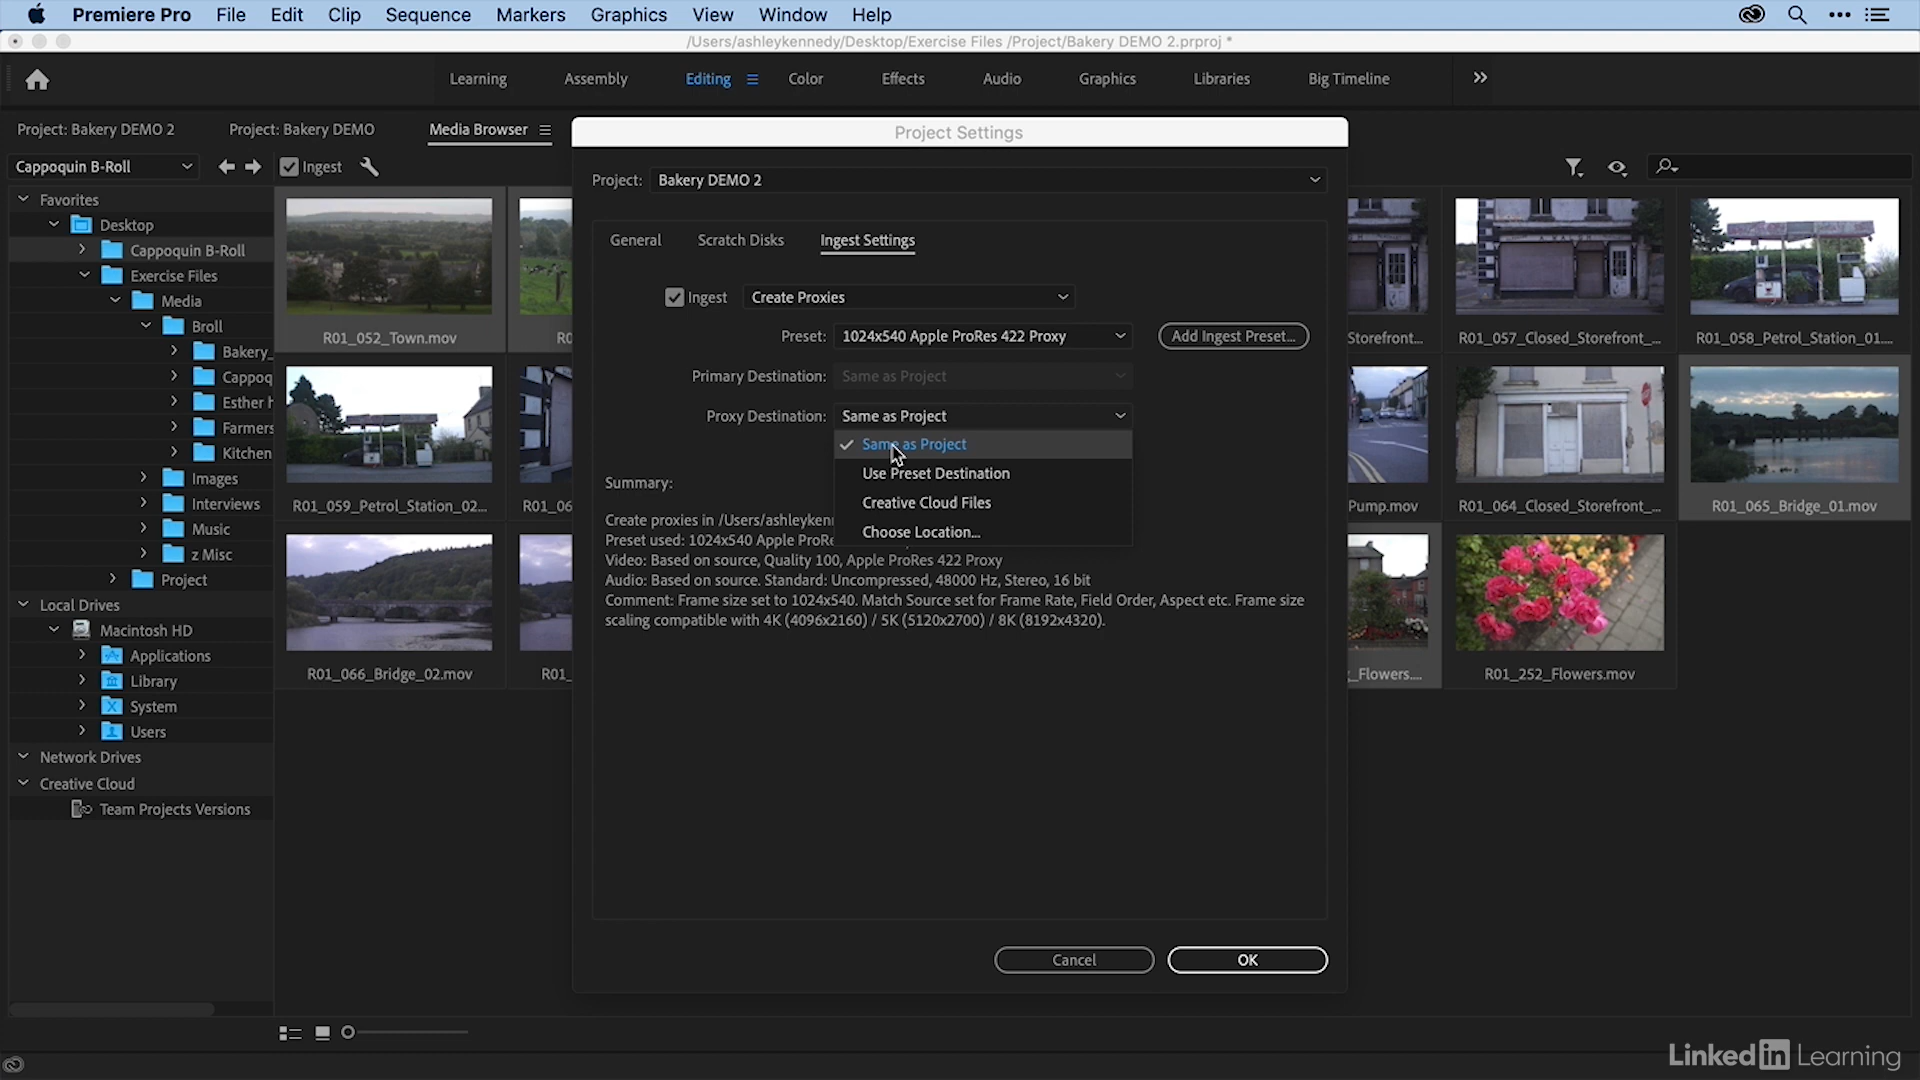 Premiere Pro File Edit Clip Sequence Markers Graphics View Window Help
/Users/ashleykennedy/Desktop/Exercise Files /Project/Bakery DEMO 2.prproj *
Learning Assembly Editing Color Effects Audio Graphics Libraries Big Timeline
Project: Bakery DEMO 2 Project: Bakery DEMO Media Browser
Cappoquin B-Roll Ingest
Favorites
Desktop
Cappoquin B-Roll
Exercise Files
Media
Broll
Bakery_
Cappoq
Esther h
Farmers
Kitchen
Images
Interviews
Music
z Misc
Project
Local Drives
Macintosh HD
Applications
Library
System
Users
Network Drives
Creative Cloud
Team Projects Versions
R01_052_Town.mov
R0
R01_059_Petrol_Station_02...
R01_06
R01_066_Bridge_02.mov
R01_
Project Settings
Project: Bakery DEMO 2
General Scratch Disks Ingest Settings
Ingest Create Proxies
Preset: 1024x540 Apple ProRes 422 Proxy Add Ingest Preset...
Primary Destination: Same as Project
Proxy Destination: Same as Project
Same as Project
Use Preset Destination
Creative Cloud Files
Choose Location...
Summary:
Create proxies in /Users/ashleyken
Preset used: 1024x540 Apple ProRe
Video: Based on source, Quality 100, Apple ProRes 422 Proxy
Audio: Based on source. Standard: Uncompressed, 48000 Hz, Stereo, 16 bit
Comment: Frame size set to 1024x540. Match Source set for Frame Rate, Field Order, Aspect etc. Frame size
scaling compatible with 4K (4096x2160) / 5K (5120x2700) / 8K (8192x4320).
Cancel OK
Storefront...
R01_057_Closed_Storefront_...
R01_058_Petrol_Station_01....
Pump.mov
R01_064_Closed_Storefront_...
R01_065_Bridge_01.mov
_Flowers....
R01_252_Flowers.mov
Linked in Learning